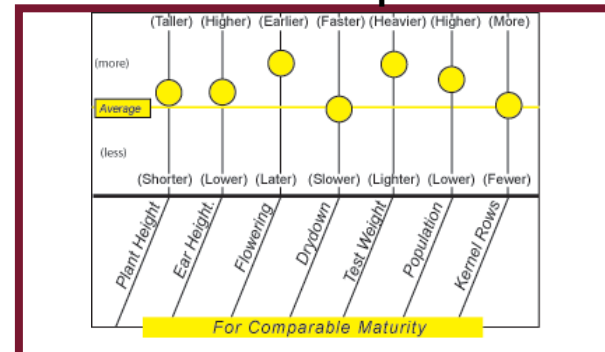 (Taller) (Higher) (Earlier) (Faster) (Heavier) (Higher) (More)
(more)
Average
(less)
(Shorter) (Lower) (Later) (Slower) (Lighter) (Lower) (Fewer)
Plant Height
Ear Height.
Flowering
Drydown
Test Weight
Population
Kernel Rows
For Comparable Maturity